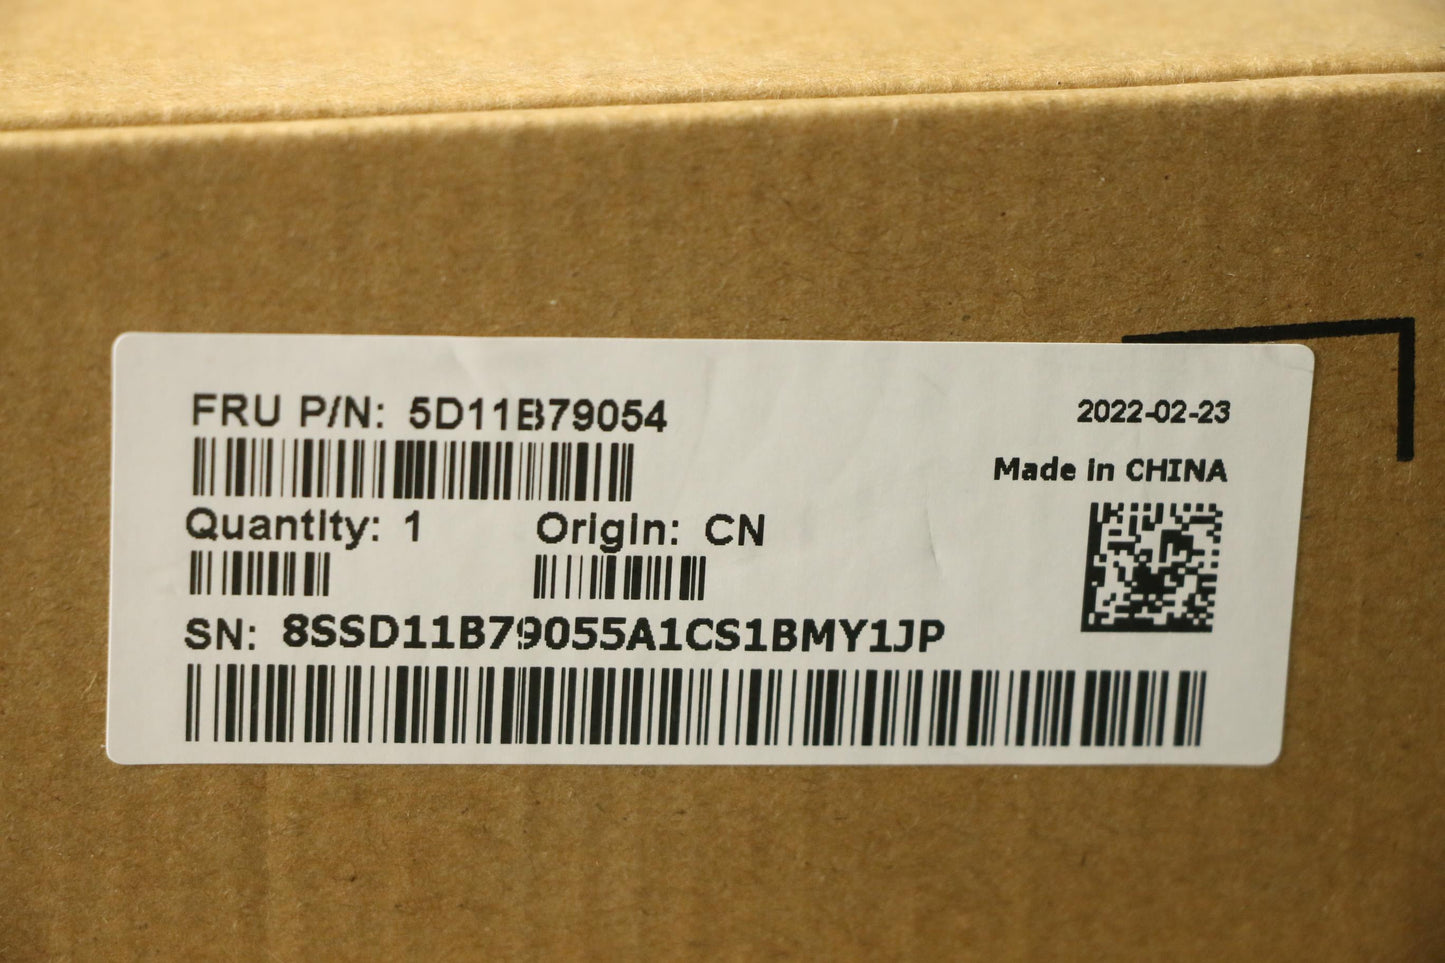 FRU P/N: 5D11B79054
2022-02-23
Made in CHINA
Quantity: 1
Origin: CN
SN: 8SSD11B79055A1CS1BMY1JP